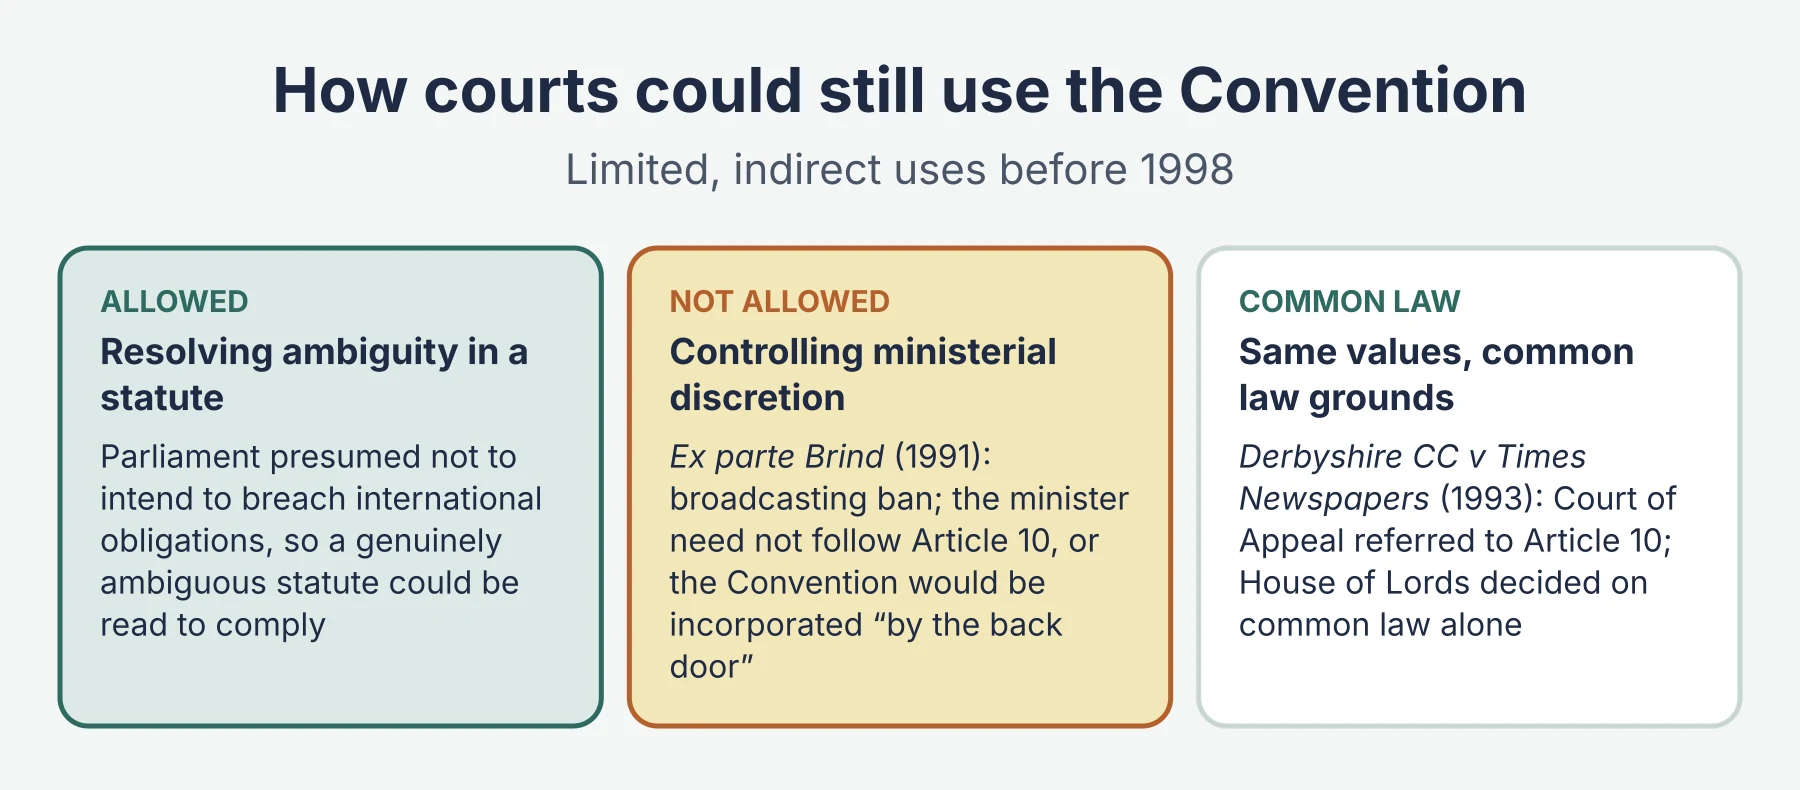 How courts could still use the Convention
Limited, indirect uses before 1998
ALLOWED
Resolving ambiguity in a
statute
Parliament presumed not to
intend to breach international
obligations, so a genuinely
ambiguous statute could be
read to comply
NOT ALLOWED
Controlling ministerial
discretion
Ex parte Brind (1991):
broadcasting ban; the minister
need not follow Article 10, or
the Convention would be
incorporated “by the back
door”
COMMON LAW
Same values, common
law grounds
Derbyshire CC v Times
Newspapers (1993): Court of
Appeal referred to Article 10;
House of Lords decided on
common law alone